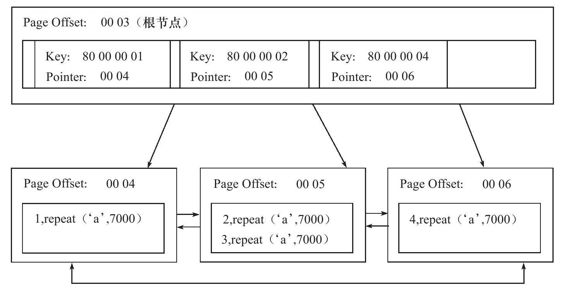 Page Offset: 00 03（根节点）
Key: 80 00 00 01
Pointer: 00 04
Key: 80 00 00 02
Pointer: 00 05
Key: 80 00 00 04
Pointer: 00 06
Page Offset: 00 04
1,repeat（‘a’,7000）
Page Offset: 00 05
2,repeat（‘a’,7000）
3,repeat（‘a’,7000）
Page Offset: 00 06
4,repeat（‘a’,7000）